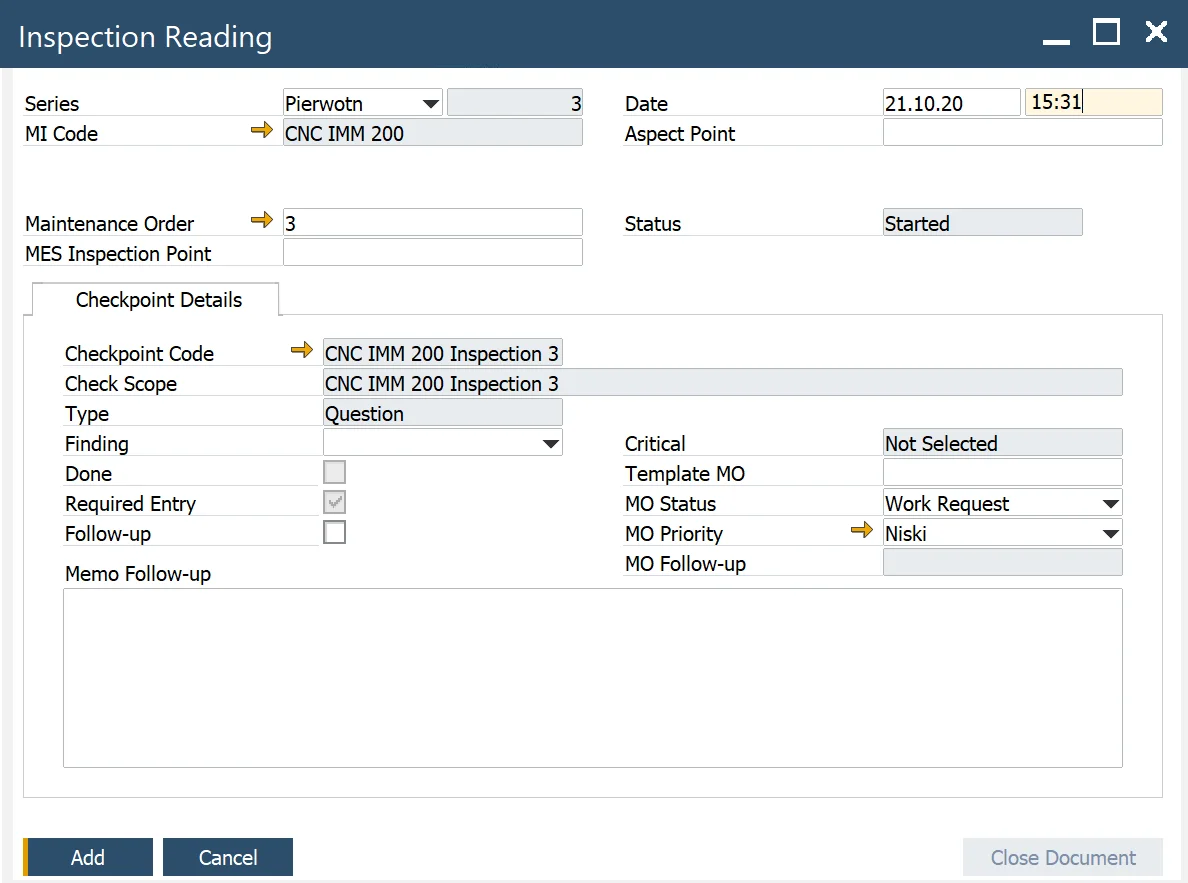 Inspection Reading
Series Pierwotn 3 Date 21.10.20 15:31
MI Code CNC IMM 200 Aspect Point
Maintenance Order 3 Status Started
MES Inspection Point
Checkpoint Details
Checkpoint Code CNC IMM 200 Inspection 3
Check Scope CNC IMM 200 Inspection 3
Type Question
Finding Critical Not Selected
Done Template MO
Required Entry MO Status Work Request
Follow-up MO Priority Niski
MO Follow-up
Memo Follow-up
Add Cancel Close Document